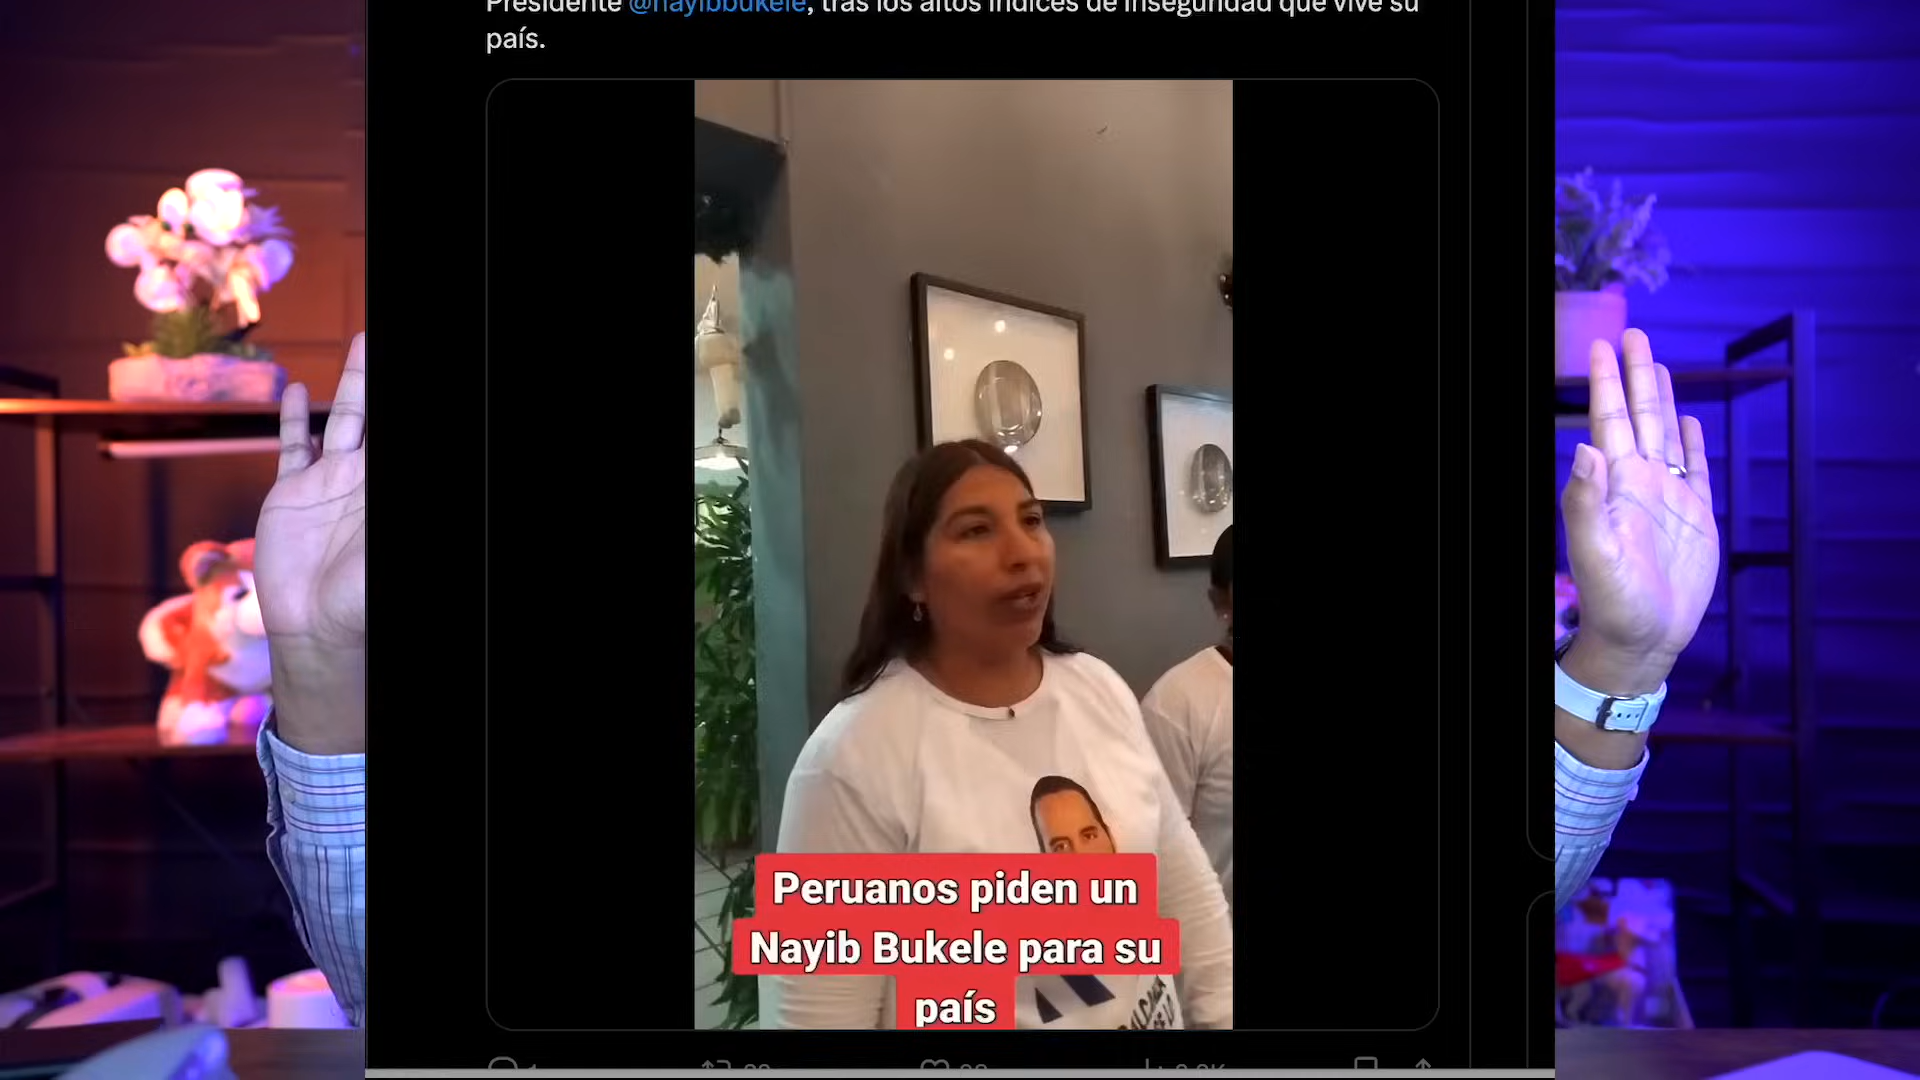 Presidente @nayibbukele, tras los altos índices de inseguridad que vive su
país.
Peruanos piden un
Nayib Bukele para su
país